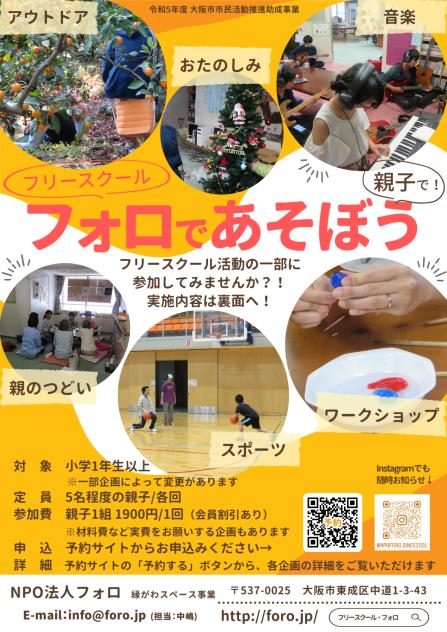 令和5年度 大阪市市民活動推進助成事業
アウトドア
おたのしみ
音楽
フリースクール
親子で！
フォロであそぼう
フリースクール活動の一部に
参加してみませんか？！
実施内容は裏面へ！
親のつどい
スポーツ
ワークショップ
対 象 小学1年生以上
※一部企画によって変更があります
定 員 5名程度の親子/各回
参加費 親子1組 1900円/1回（会員割引あり）
※材料費など実費をお願いする企画もあります
申 込 予約サイトからお申込みください→
詳 細 予約サイトの「予約する」ボタンから、各企画の詳細をご覧いただけます
Instagramでも
随時お知らせ↓
予約
@NPOFORO.SINCE2001
NPO法人フォロ 縁がわスペース事業
〒537-0025 大阪市東成区中道1-3-43
E-mail：info@foro.jp (担当：中嶋)
http://foro.jp/
フリースクール・フォロ